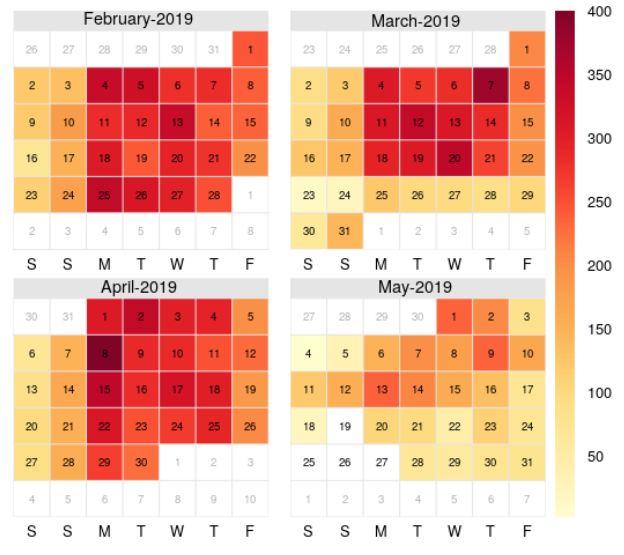 February-2019 March-2019
26 27 28 29 30 31 1 23 24 25 26 27 28 1
2 3 4 5 6 7 8 2 3 4 5 6 7 8
9 10 11 12 13 14 15 9 10 11 12 13 14 15
16 17 18 19 20 21 22 16 17 18 19 20 21 22
23 24 25 26 27 28 1 23 24 25 26 27 28 29
2 3 4 5 6 7 8 30 31 1 2 3 4 5
S S M T W T F S S M T W T F
April-2019 May-2019
30 31 1 2 3 4 5 27 28 29 30 1 2 3
6 7 8 9 10 11 12 4 5 6 7 8 9 10
13 14 15 16 17 18 19 11 12 13 14 15 16 17
20 21 22 23 24 25 26 18 19 20 21 22 23 24
27 28 29 30 1 2 3 25 26 27 28 29 30 31
4 5 6 7 8 9 10 1 2 3 4 5 6 7
S S M T W T F S S M T W T F
400
350
300
250
200
150
100
50